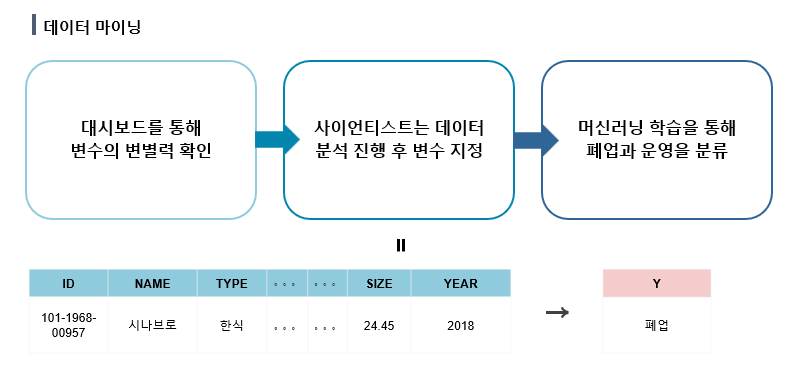 데이터 마이닝
대시보드를 통해
변수의 변별력 확인
사이언티스트는 데이터
분석 진행 후 변수 지정
머신러닝 학습을 통해
폐업과 운영을 분류
=
ID NAME TYPE 。。。 。。。 SIZE YEAR
101-1968-
00957 시나브로 한식 。。。 。。。 24.45 2018
→
Y
폐업